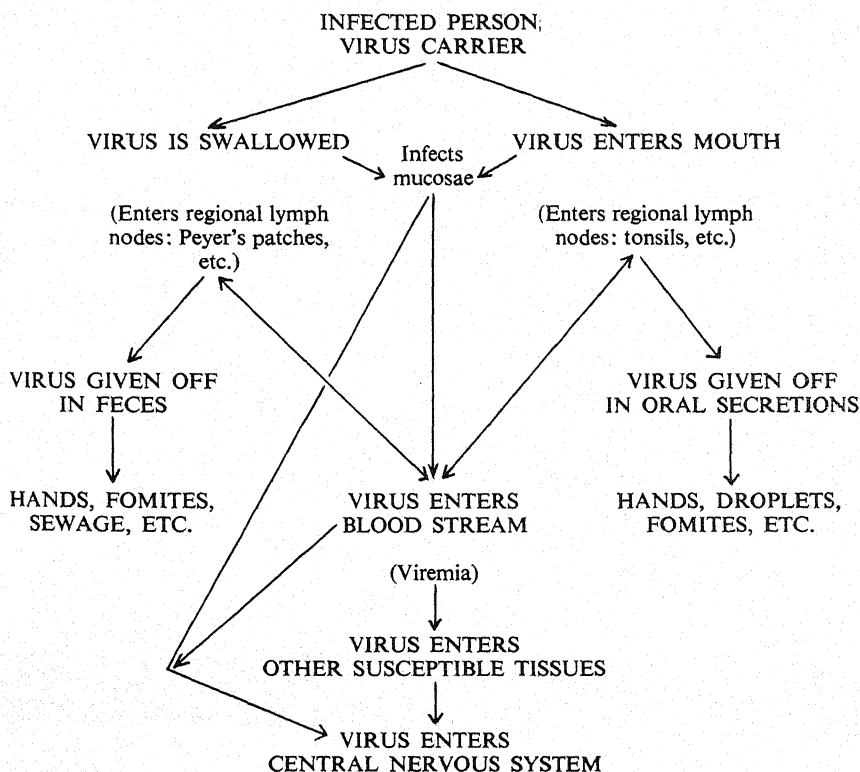 INFECTED PERSON;
VIRUS CARRIER
VIRUS IS SWALLOWED
Infects
mucosae
VIRUS ENTERS MOUTH
(Enters regional lymph
nodes: Peyer's patches,
etc.)
(Enters regional lymph
nodes: tonsils, etc.)
VIRUS GIVEN OFF
IN FECES
VIRUS GIVEN OFF
IN ORAL SECRETIONS
HANDS, FOMITES,
SEWAGE, ETC.
VIRUS ENTERS
BLOOD STREAM
HANDS, DROPLETS,
FOMITES, ETC.
(Viremia)
VIRUS ENTERS
OTHER SUSCEPTIBLE TISSUES
VIRUS ENTERS
CENTRAL NERVOUS SYSTEM